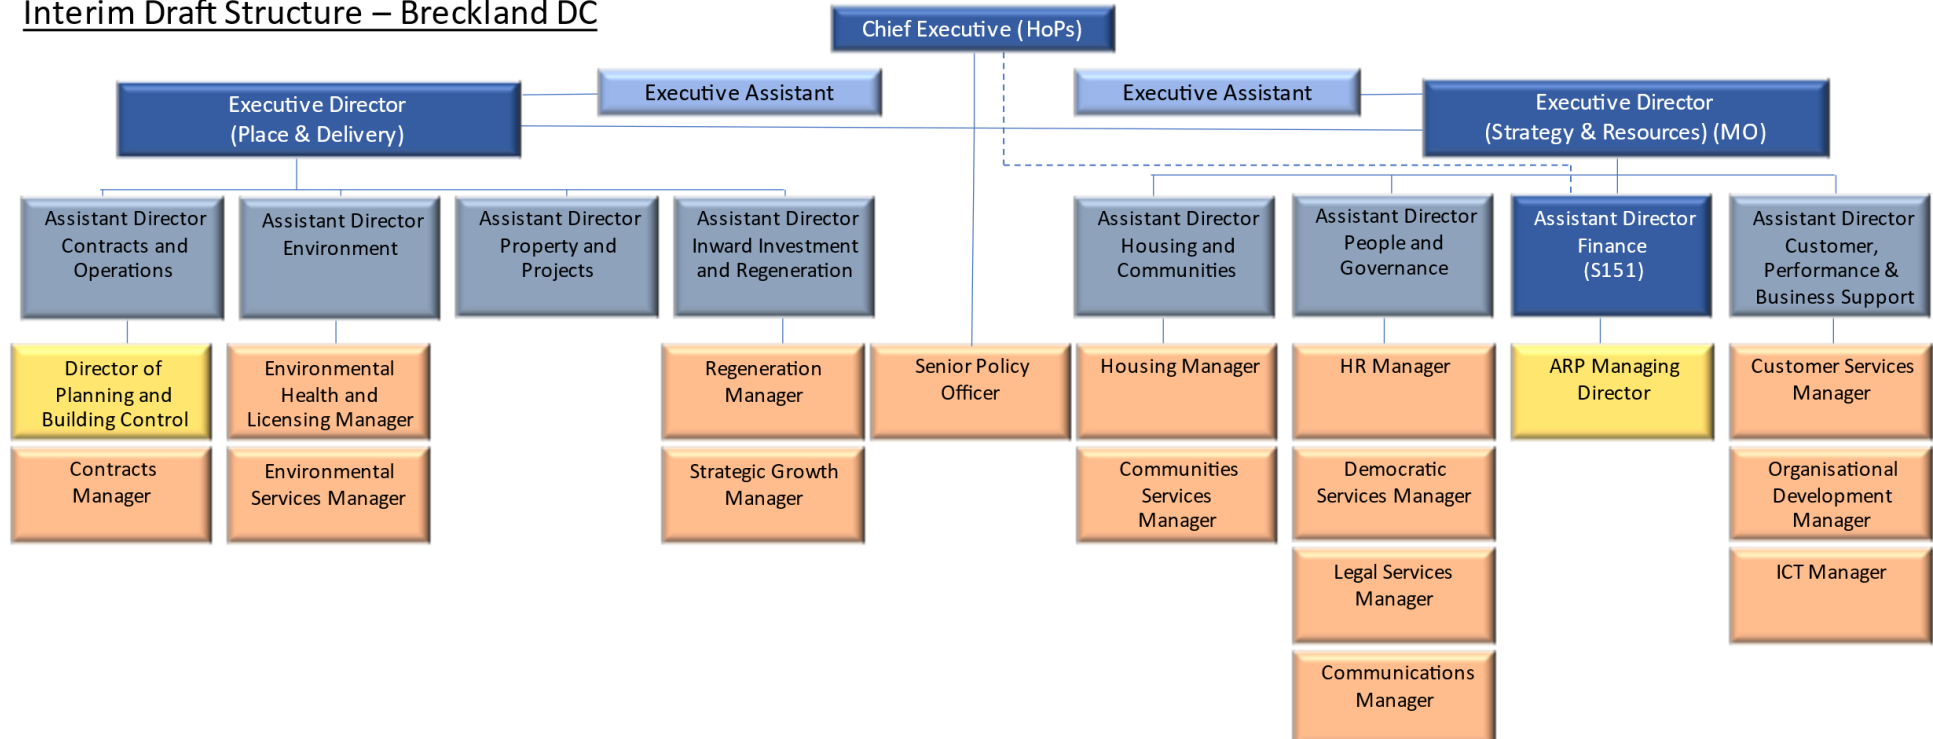 Interim Draft Structure – Breckland DC
Chief Executive (HoPs)
Executive Assistant
Executive Assistant
Executive Director
(Place & Delivery)
Executive Director
(Strategy & Resources) (MO)
Assistant Director
Contracts and
Operations
Assistant Director
Environment
Assistant Director
Property and
Projects
Assistant Director
Inward Investment
and Regeneration
Assistant Director
Housing and
Communities
Assistant Director
People and
Governance
Assistant Director
Finance
(S151)
Assistant Director
Customer,
Performance &
Business Support
Director of
Planning and
Building Control
Environmental
Health and
Licensing Manager
Regeneration
Manager
Senior Policy
Officer
Housing Manager
HR Manager
ARP Managing
Director
Customer Services
Manager
Contracts
Manager
Environmental
Services Manager
Strategic Growth
Manager
Communities
Services
Manager
Democratic
Services Manager
Organisational
Development
Manager
Legal Services
Manager
ICT Manager
Communications
Manager